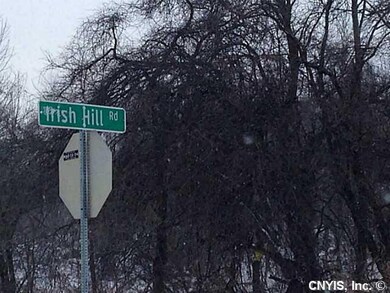 Irish Hill Rd
CNYIS, Inc. ©